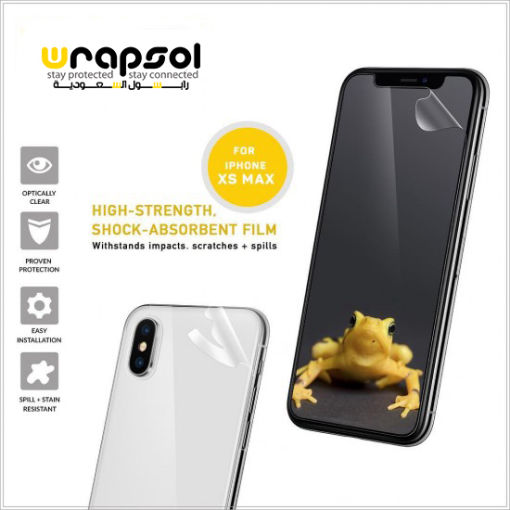 wrapsol
stay protected stay connected
رابسول السعودية
FOR
IPHONE
XS MAX
HIGH-STRENGTH,
SHOCK-ABSORBENT FILM
Withstands impacts. scratches + spills
OPTICALLY
CLEAR
PROVEN
PROTECTION
EASY
INSTALLATION
SPILL + STAIN
RESISTANT